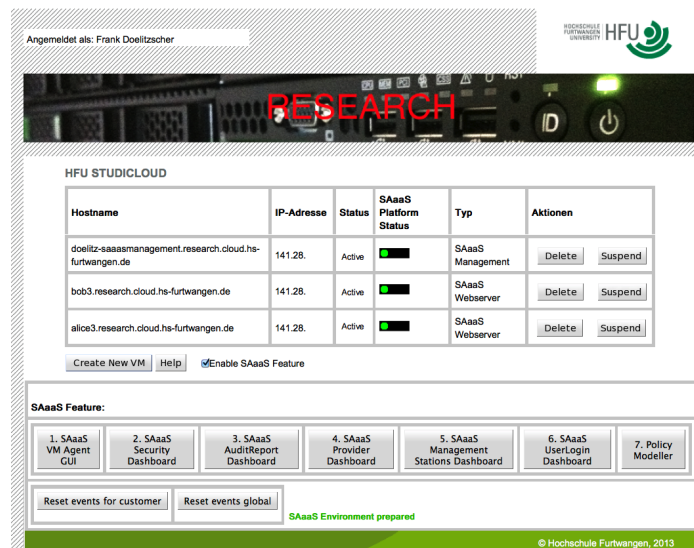 Angemeldet als: Frank Doelitzscher
HOCHSCHULE
FURTWANGEN
UNIVERSITY
HFU
RESEARCH
ID
HFU STUDICLOUD
Hostname
IP-Adresse
Status
SAaaS
Platform
Status
Typ
Aktionen
doelitz-saaasmanagement.research.cloud.hs-
furtwangen.de
141.28.
Active
SAaaS
Management
Delete
Suspend
bob3.research.cloud.hs-furtwangen.de
141.28.
Active
SAaaS
Webserver
Delete
Suspend
alice3.research.cloud.hs-furtwangen.de
141.28.
Active
SAaaS
Webserver
Delete
Suspend
Create New VM
Help
Enable SAaaS Feature
SAaaS Feature:
1. SAaaS
VM Agent
GUI
2. SAaaS
Security
Dashboard
3. SAaaS
AuditReport
Dashboard
4. SAaaS
Provider
Dashboard
5. SAaaS
Management
Stations Dashboard
6. SAaaS
UserLogin
Dashboard
7. Policy
Modeller
Reset events for customer
Reset events global
SAaaS Environment prepared
© Hochschule Furtwangen, 2013